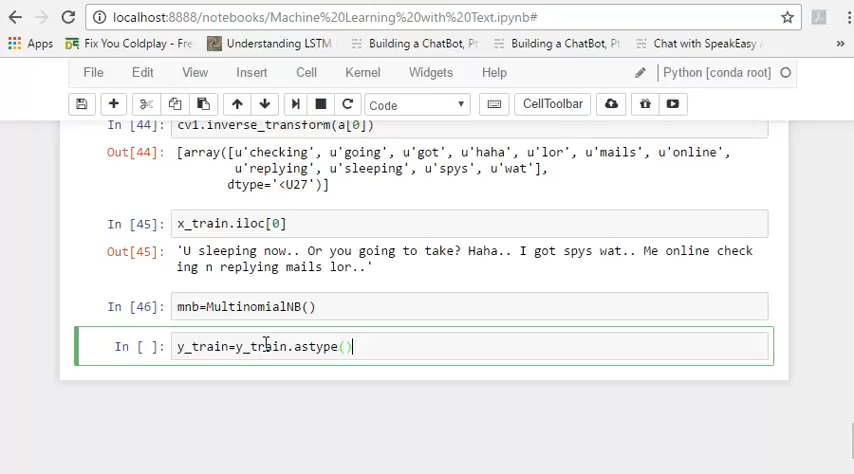 localhost:8888/notebooks/Machine%20Learning%20with%20Text.ipynb#
Apps Fix You Coldplay - Fre Understanding LSTM Building a ChatBot, Pt Building a ChatBot, Pt Chat with SpeakEasy »
File Edit View Insert Cell Kernel Widgets Help Python [conda root]
Code CellToolbar
In [44]: cv1.inverse_transform(a[0])
Out[44]: [array([u'checking', u'going', u'got', u'haha', u'lor', u'mails', u'online',
u'replying', u'sleeping', u'spys', u'wat'],
dtype='<U27')]
In [45]: x_train.iloc[0]
Out[45]: 'U sleeping now.. Or you going to take? Haha.. I got spys wat.. Me online check
ing n replying mails lor..'
In [46]: mnb=MultinomialNB()
In [ ]: y_train=y_train.astype()